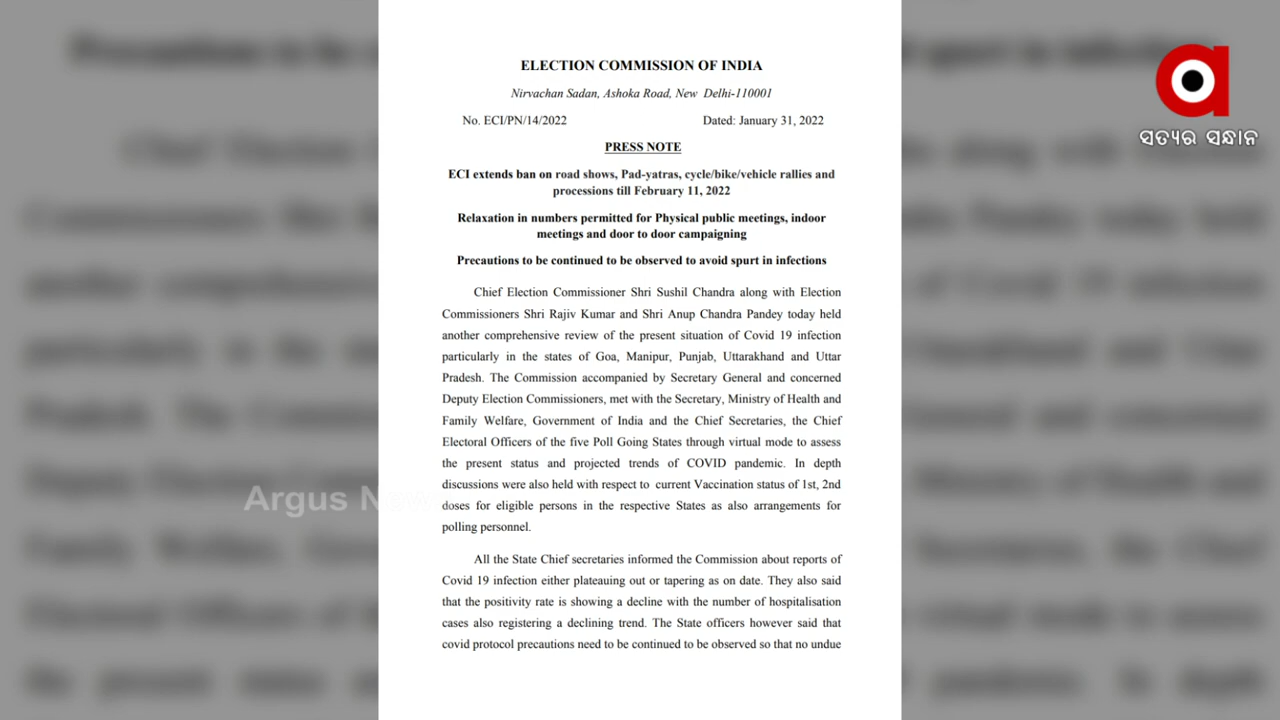 ELECTION COMMISSION OF INDIA
Nirvachan Sadan, Ashoka Road, New Delhi-110001
No. ECI/PN/14/2022 Dated: January 31, 2022
PRESS NOTE
ECI extends ban on road shows, Pad-yatras, cycle/bike/vehicle rallies and
processions till February 11, 2022
Relaxation in numbers permitted for Physical public meetings, indoor
meetings and door to door campaigning
Precautions to be continued to be observed to avoid spurt in infections
Chief Election Commissioner Shri Sushil Chandra along with Election
Commissioners Shri Rajiv Kumar and Shri Anup Chandra Pandey today held
another comprehensive review of the present situation of Covid 19 infection
particularly in the states of Goa, Manipur, Punjab, Uttarakhand and Uttar
Pradesh. The Commission accompanied by Secretary General and concerned
Deputy Election Commissioners, met with the Secretary, Ministry of Health and
Family Welfare, Government of India and the Chief Secretaries, the Chief
Electoral Officers of the five Poll Going States through virtual mode to assess
the present status and projected trends of COVID pandemic. In depth
discussions were also held with respect to current Vaccination status of 1st, 2nd
doses for eligible persons in the respective States as also arrangements for
polling personnel.
All the State Chief secretaries informed the Commission about reports of
Covid 19 infection either plateauing out or tapering as on date. They also said
that the positivity rate is showing a decline with the number of hospitalisation
cases also registering a declining trend. The State officers however said that
covid protocol precautions need to be continued to be observed so that no undue
ସତ୍ୟର ସନ୍ଧାନ
Argus News